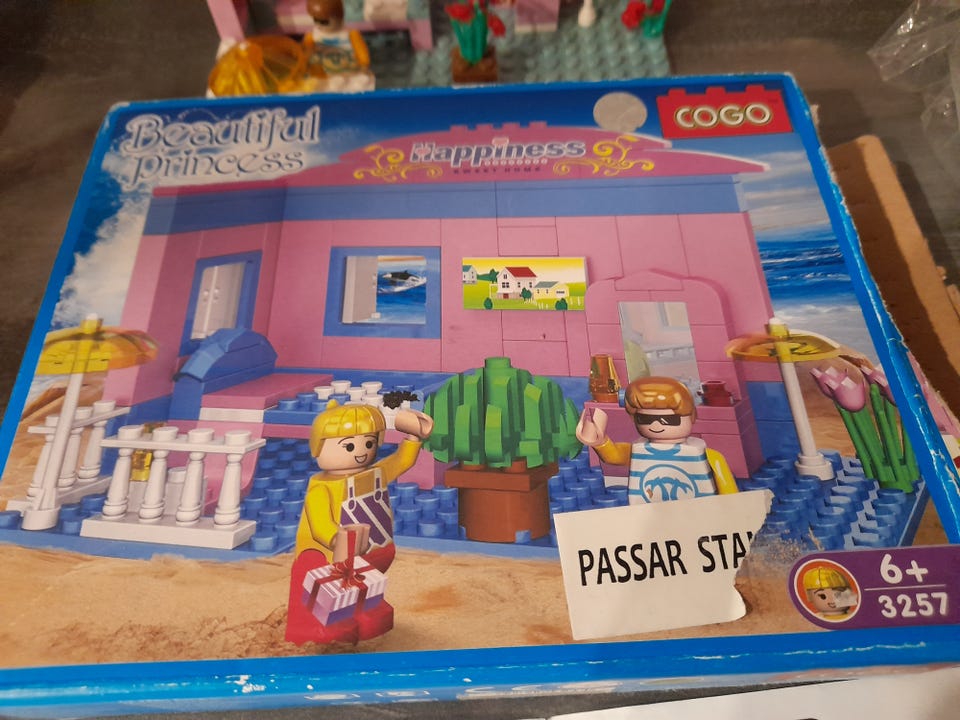 Beautiful
Princess
COGO
Happiness
SWEET HOME
PASSAR STA
6+
3257